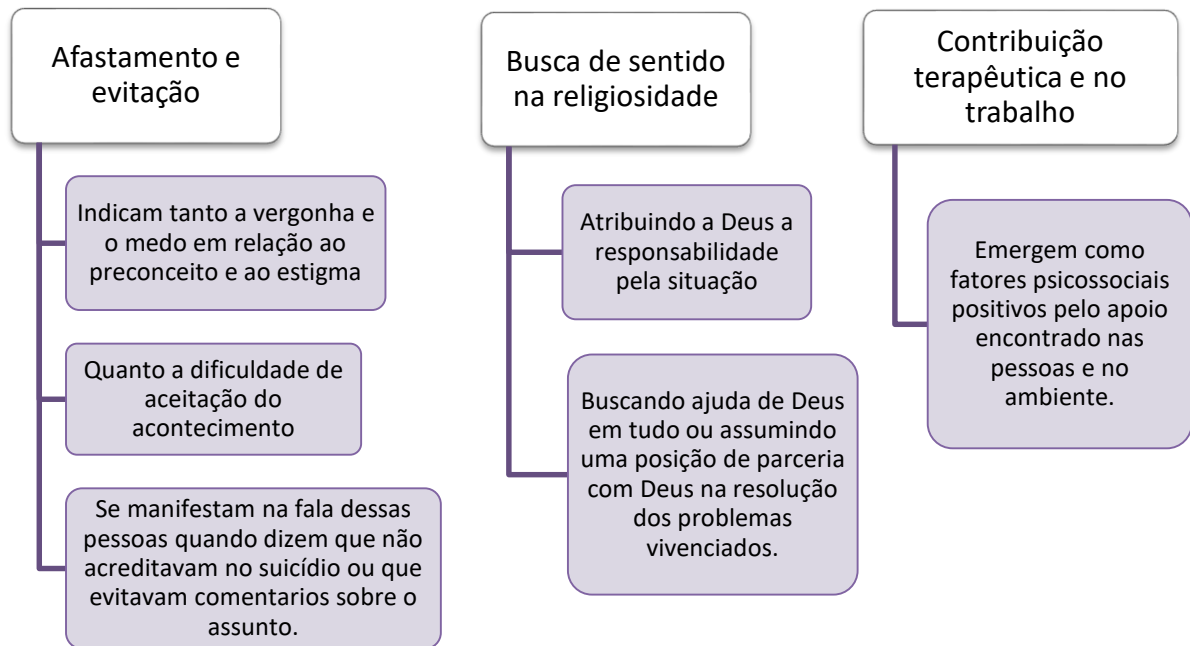 Afastamento e
evitação
Indicam tanto a vergonha e
o medo em relação ao
preconceito e ao estigma
Quanto a dificuldade de
aceitação do
acontecimento
Se manifestam na fala dessas
pessoas quando dizem que não
acreditavam no suicídio ou que
evitavam comentarios sobre o
assunto.
Busca de sentido
na religiosidade
Atribuindo a Deus a
responsabilidade
pela situação
Buscando ajuda de Deus
em tudo ou assumindo
uma posição de parceria
com Deus na resolução
dos problemas
vivenciados.
Contribuição
terapêutica e no
trabalho
Emergem como
fatores psicossociais
positivos pelo apoio
encontrado nas
pessoas e no
ambiente.